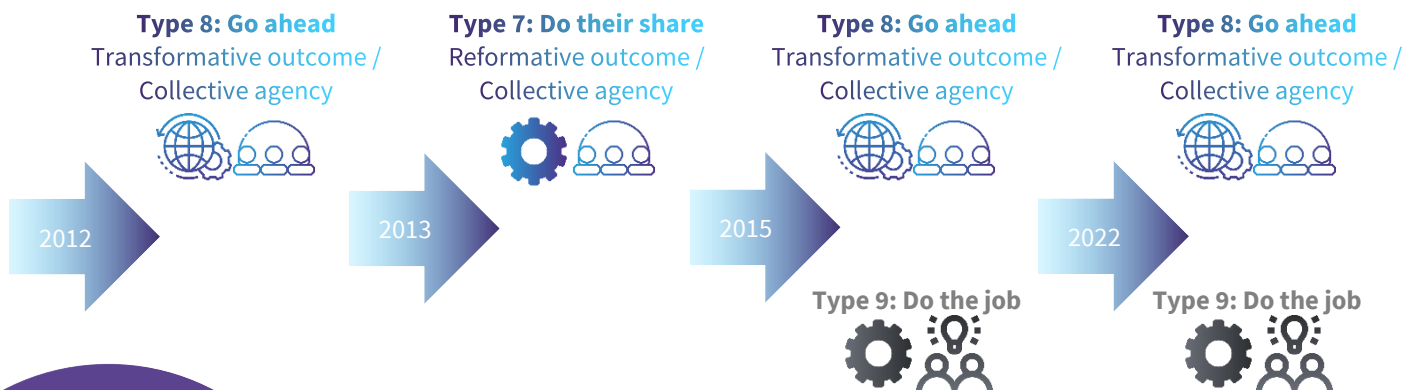 Type 8: Go ahead
Transformative outcome /
Collective agency
2012
Type 7: Do their share
Reformative outcome /
Collective agency
2013
Type 8: Go ahead
Transformative outcome /
Collective agency
2015
Type 9: Do the job
Type 8: Go ahead
Transformative outcome /
Collective agency
2022
Type 9: Do the job